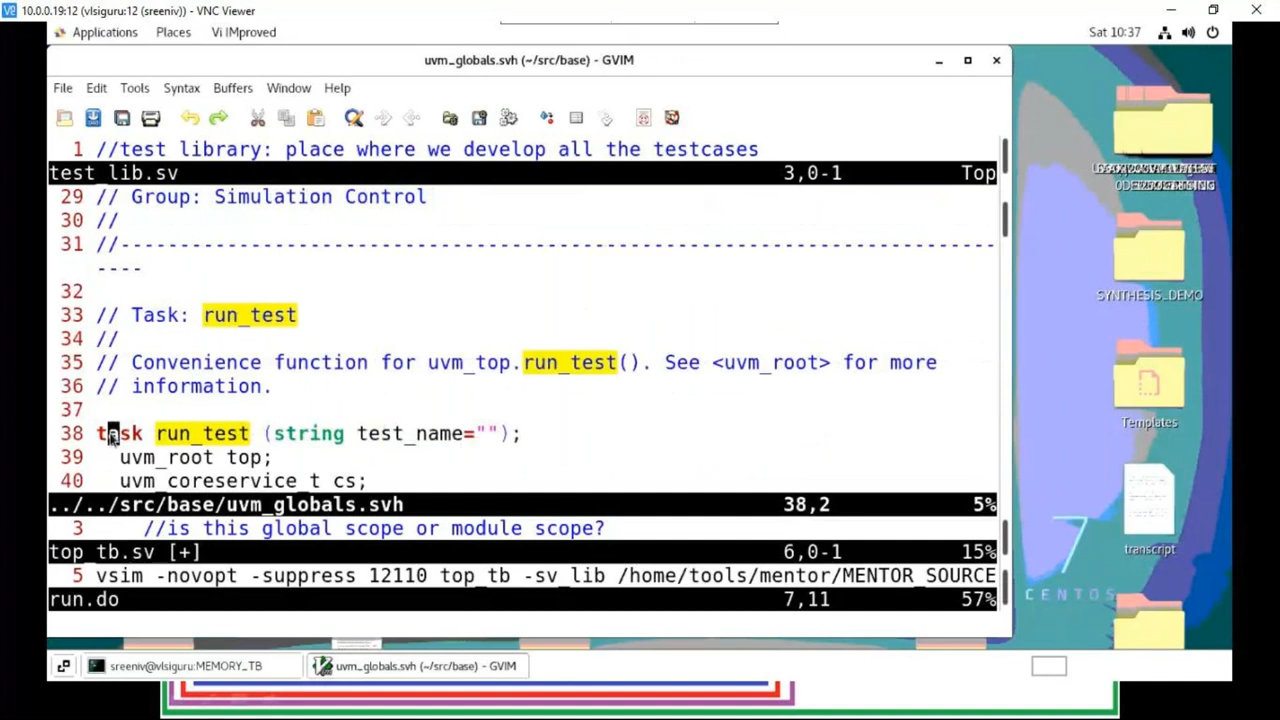 10.0.0.19:12 (vlsiguru:12 (sreeniv)) - VNC Viewer
Applications Places Vi IMproved Sat 10:37
uvm_globals.svh (~/src/base) - GVIM
File Edit Tools Syntax Buffers Window Help
1 //test library: place where we develop all the testcases
test_lib.sv 3,0-1 Top
29 // Group: Simulation Control
30 //
31 //--------------------------------------------------------------------------
----
32
33 // Task: run_test
34 //
35 // Convenience function for uvm_top.run_test(). See <uvm_root> for more
36 // information.
37
38 task run_test (string test_name="");
39 uvm_root top;
40 uvm_coreservice_t cs;
../../src/base/uvm_globals.svh 38,2 5%
3 //is this global scope or module scope?
top_tb.sv [+] 6,0-1 15%
5 vsim -novopt -suppress 12110 top_tb -sv_lib /home/tools/mentor/MENTOR_SOURCE
run.do 7,11 57%
SYNTHESIS_DEMO
Templates
transcript
7
CENTOS
sreeniv@vlsiguru:MEMORY_TB
uvm_globals.svh (~/src/base) - GVIM